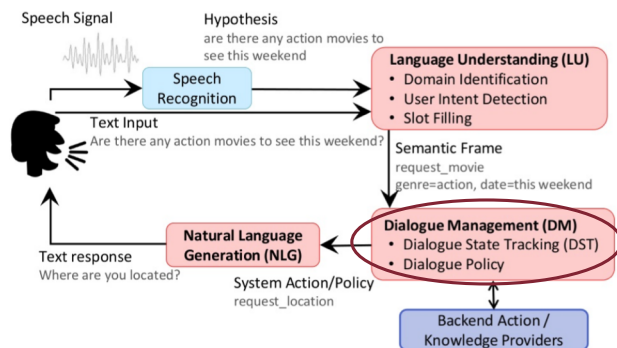 Speech Signal
Hypothesis
are there any action movies to
see this weekend
Speech
Recognition
Language Understanding (LU)
• Domain Identification
• User Intent Detection
• Slot Filling
Text Input
Are there any action movies to see this weekend?
Semantic Frame
request_movie
genre=action, date=this weekend
Dialogue Management (DM)
• Dialogue State Tracking (DST)
• Dialogue Policy
Natural Language
Generation (NLG)
Text response
Where are you located?
System Action/Policy
request_location
Backend Action /
Knowledge Providers